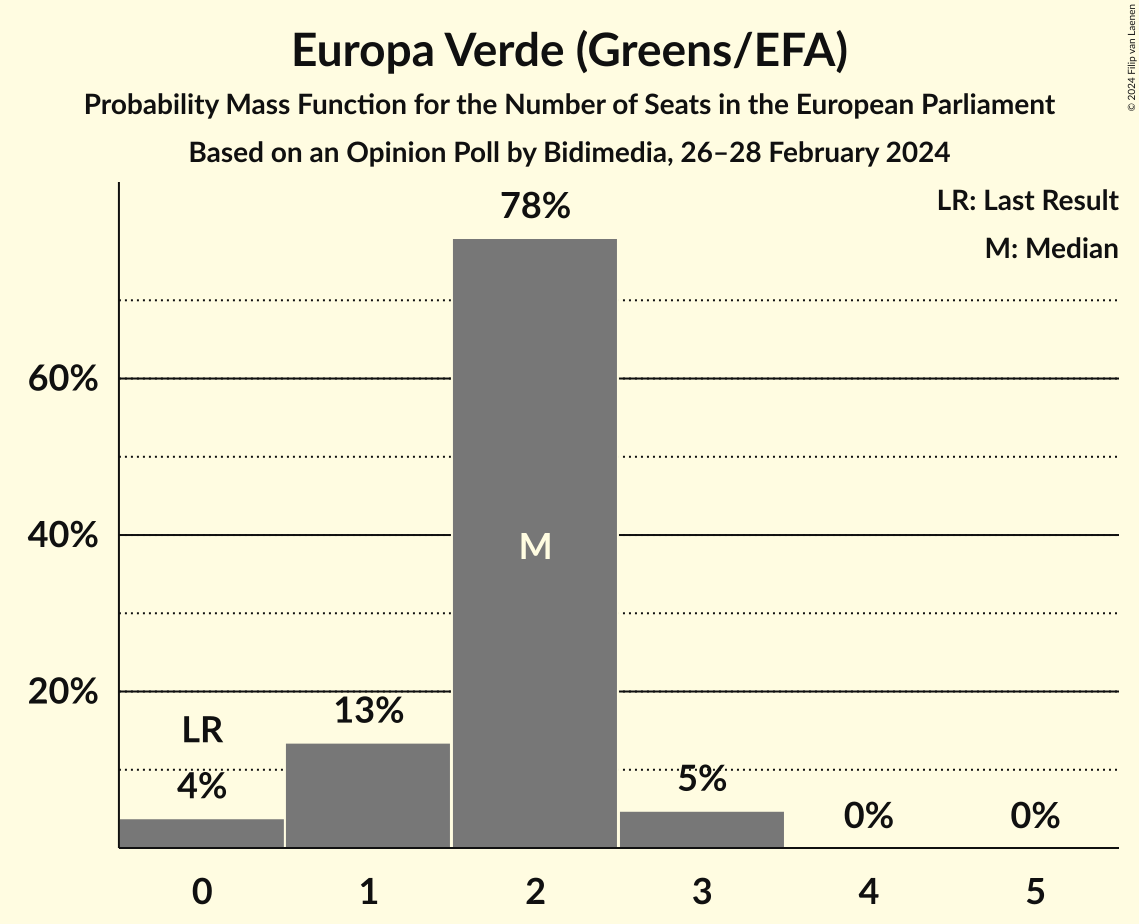 Europa Verde (Greens/EFA)
Probability Mass Function for the Number of Seats in the European Parliament
Based on an Opinion Poll by Bidimedia, 26–28 February 2024
© 2024 Filip van Laenen
LR: Last Result
M: Median
78%
60%
40%
M
20%
LR
13%
4%
5%
0%
0%
0
1
2
3
4
5